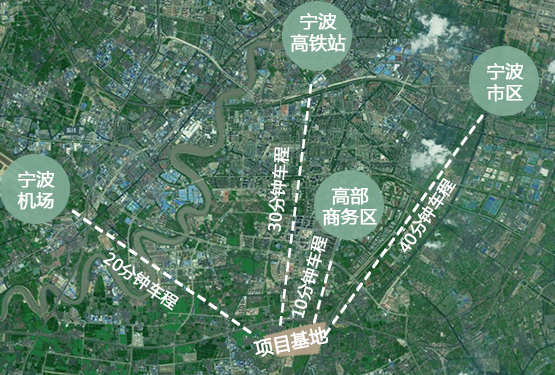 宁波
高铁站
宁波
市区
宁波
机场
高部
商务区
30分钟车程
40分钟车程
20分钟车程
10分钟车程
项目基地